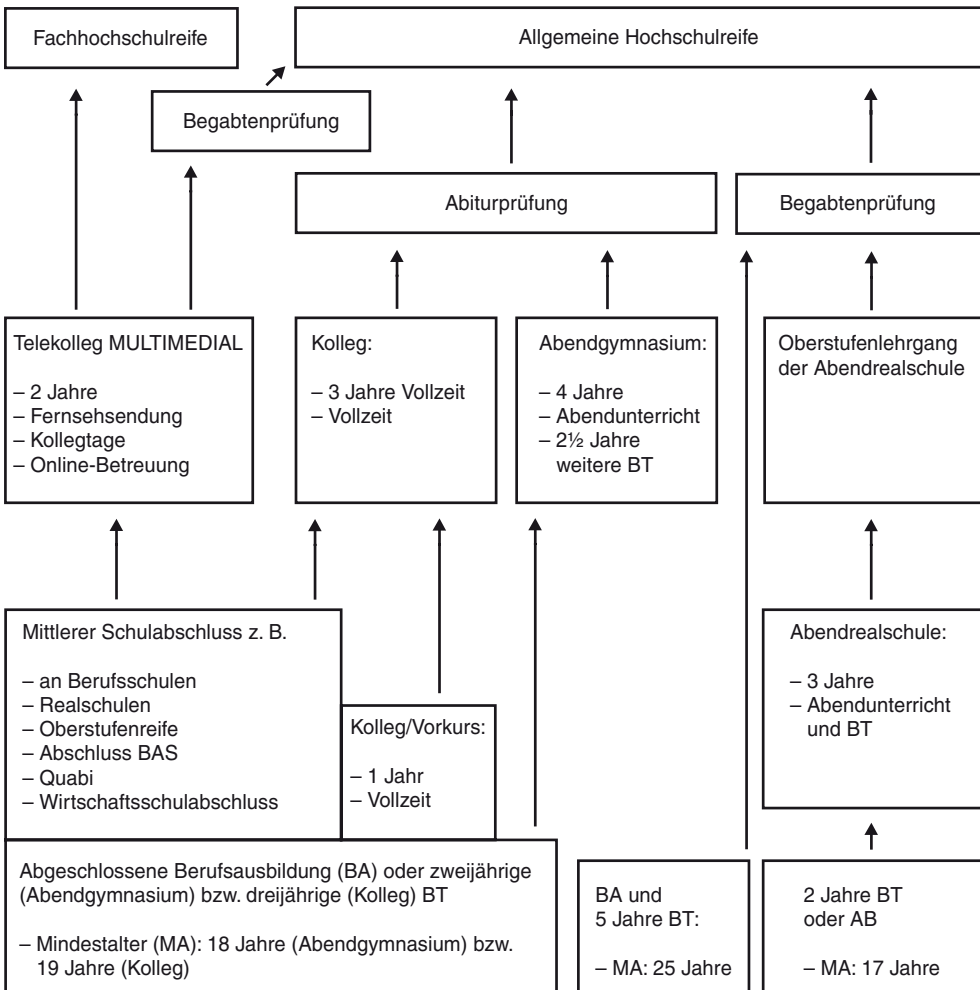 Fachhochschulreife
Allgemeine Hochschulreife
Begabtenprüfung
Abiturprüfung
Begabtenprüfung
Telekolleg MULTIMEDIAL
– 2 Jahre
– Fernsehsendung
– Kollegtage
– Online-Betreuung
Kolleg:
– 3 Jahre Vollzeit
– Vollzeit
Abendgymnasium:
– 4 Jahre
– Abendunterricht
– 2½ Jahre
weitere BT
Oberstufenlehrgang
der Abendrealschule
Mittlerer Schulabschluss z. B.
– an Berufsschulen
– Realschulen
– Oberstufenreife
– Abschluss BAS
– Quabi
– Wirtschaftsschulabschluss
Kolleg/Vorkurs:
– 1 Jahr
– Vollzeit
Abendrealschule:
– 3 Jahre
– Abendunterricht
und BT
Abgeschlossene Berufsausbildung (BA) oder zweijährige
(Abendgymnasium) bzw. dreijährige (Kolleg) BT
– Mindestalter (MA): 18 Jahre (Abendgymnasium) bzw.
19 Jahre (Kolleg)
BA und
5 Jahre BT:
– MA: 25 Jahre
2 Jahre BT
oder AB
– MA: 17 Jahre